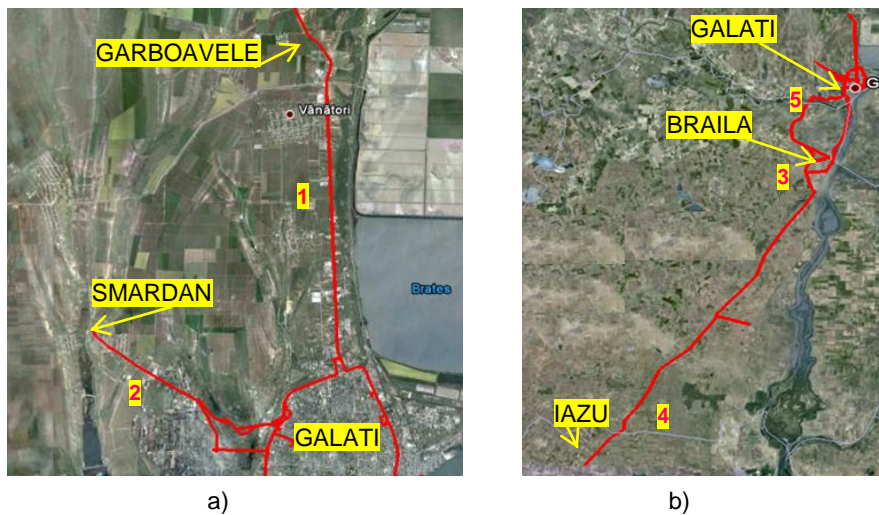 GARBOAVELE
Vânători
1
SMARDAN
Brates
2
GALATI
a)
GALATI
G
5
BRAILA
3
IAZU
4
b)